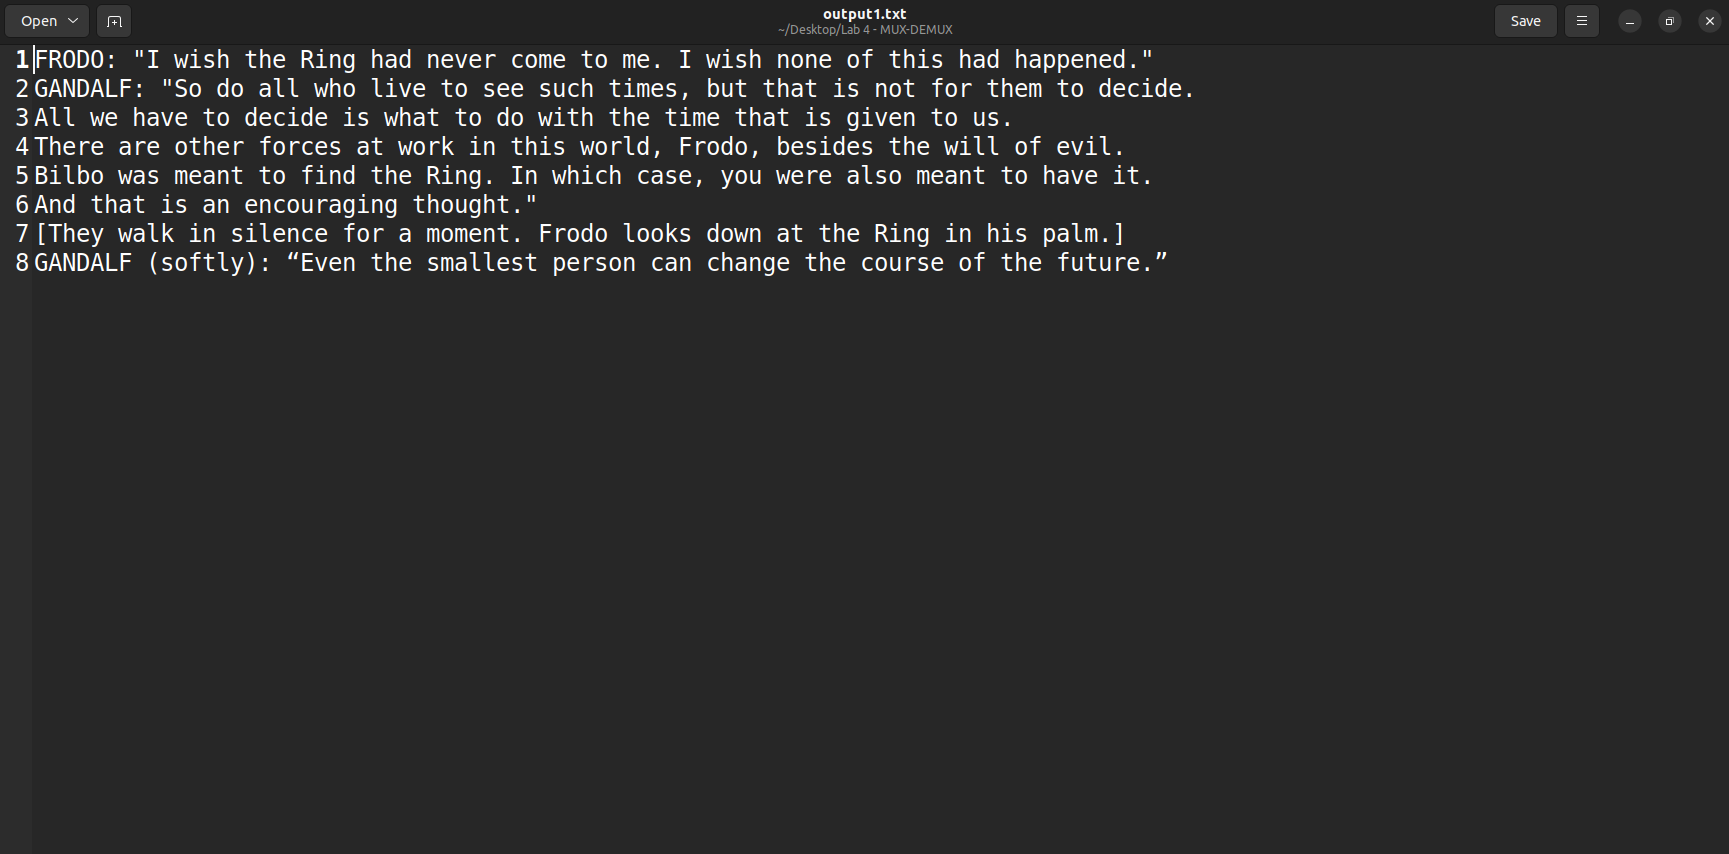 Open
output1.txt
~/Desktop/Lab 4 - MUX-DEMUX
Save
1 FRODO: "I wish the Ring had never come to me. I wish none of this had happened."
2 GANDALF: "So do all who live to see such times, but that is not for them to decide.
3 All we have to decide is what to do with the time that is given to us.
4 There are other forces at work in this world, Frodo, besides the will of evil.
5 Bilbo was meant to find the Ring. In which case, you were also meant to have it.
6 And that is an encouraging thought."
7 [They walk in silence for a moment. Frodo looks down at the Ring in his palm.]
8 GANDALF (softly): “Even the smallest person can change the course of the future.”